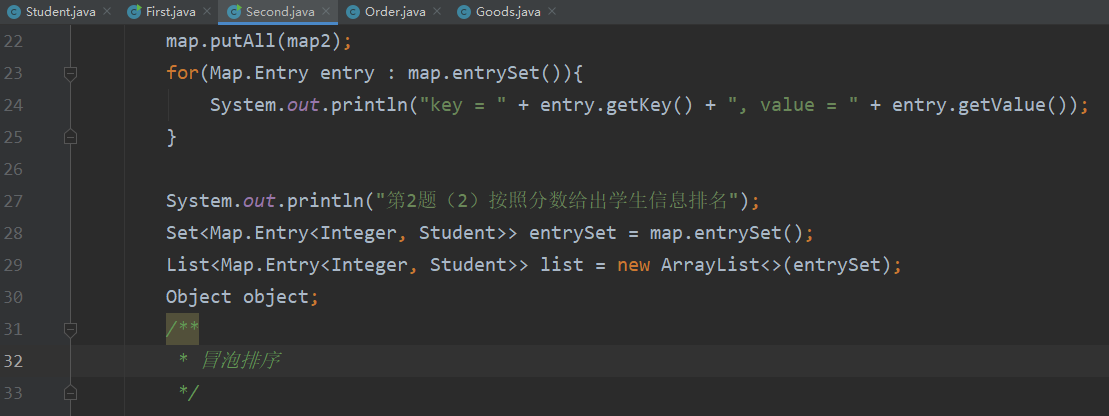 Student.java × First.java × Second.java × Order.java × Goods.java ×
22 map.putAll(map2);
23 for(Map.Entry entry : map.entrySet()){
24 System.out.println("key = " + entry.getKey() + ", value = " + entry.getValue());
25 }
26
27 System.out.println("第2题（2）按照分数给出学生信息排名");
28 Set<Map.Entry<Integer, Student>> entrySet = map.entrySet();
29 List<Map.Entry<Integer, Student>> list = new ArrayList<>(entrySet);
30 Object object;
31 /**
32 * 冒泡排序
33 */